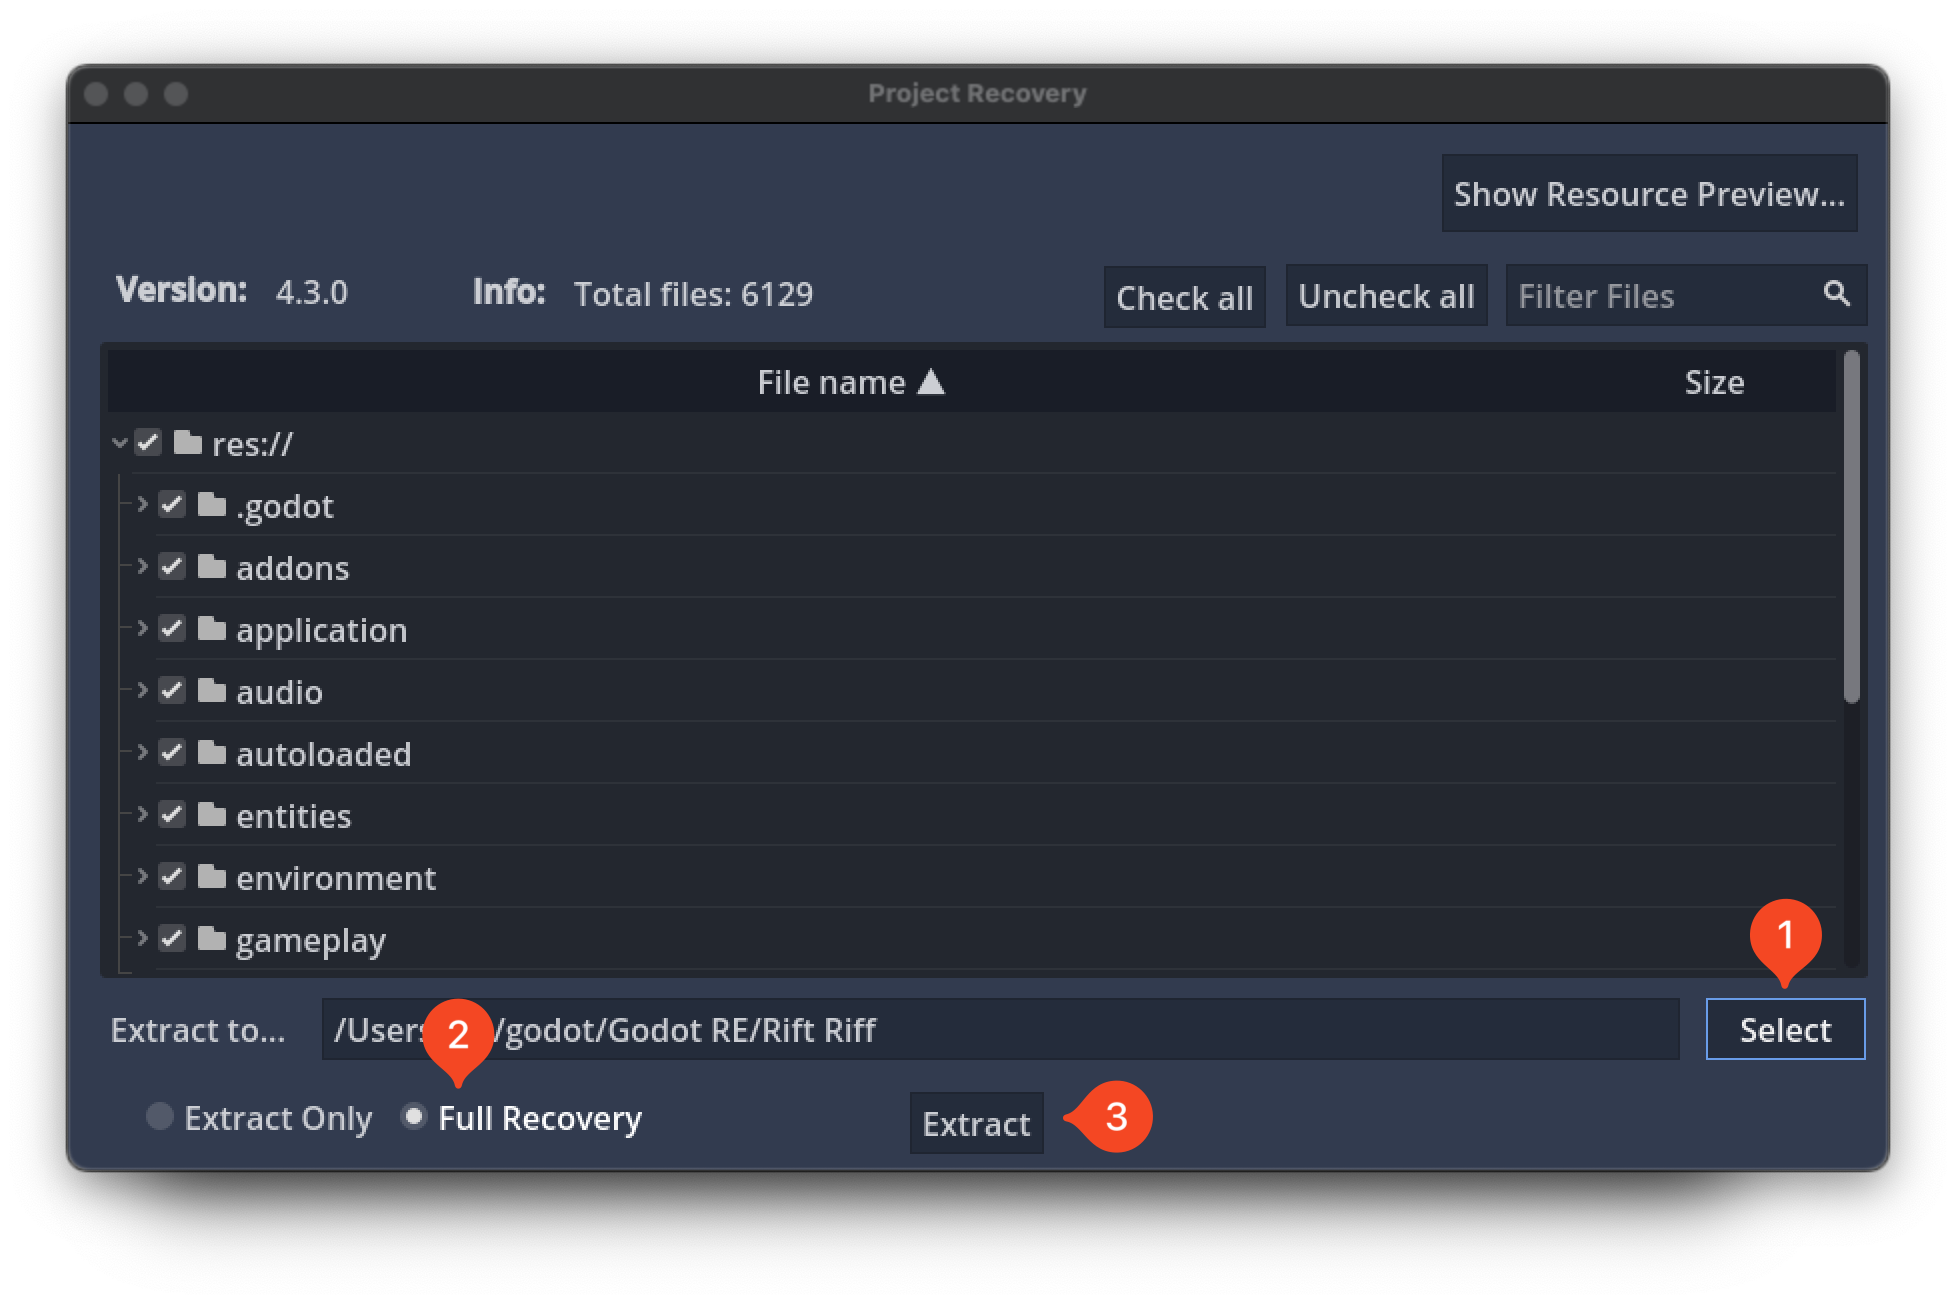 Project Recovery
Show Resource Preview...
Version: 4.3.0 Info: Total files: 6129 Check all Uncheck all Filter Files
File name ▲ Size
res://
.godot
addons
application
audio
autoloaded
entities
environment
gameplay
1
Extract to... /Users /godot/Godot RE/Rift Riff Select
2
Extract Only Full Recovery Extract 3